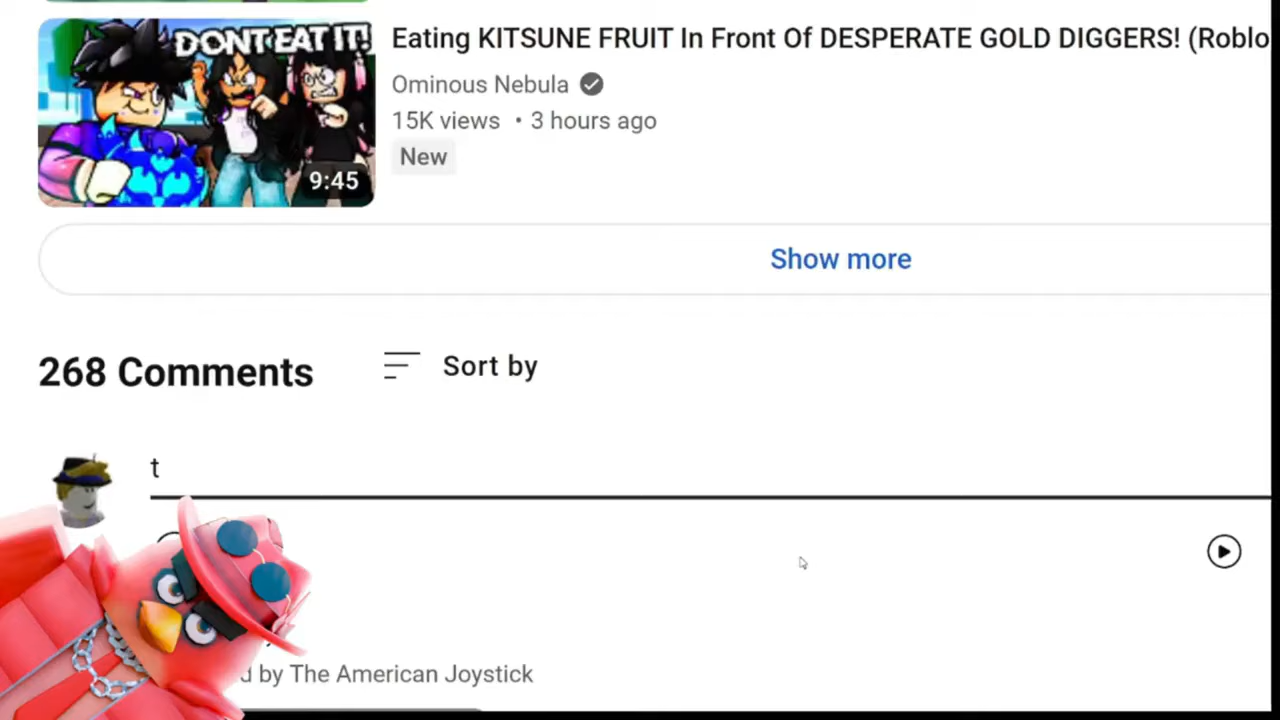 DONT EAT IT!
9:45
Eating KITSUNE FRUIT In Front Of DESPERATE GOLD DIGGERS! (Roblo
Ominous Nebula
15K views • 3 hours ago
New
Show more
268 Comments
Sort by
t
d by The American Joystick